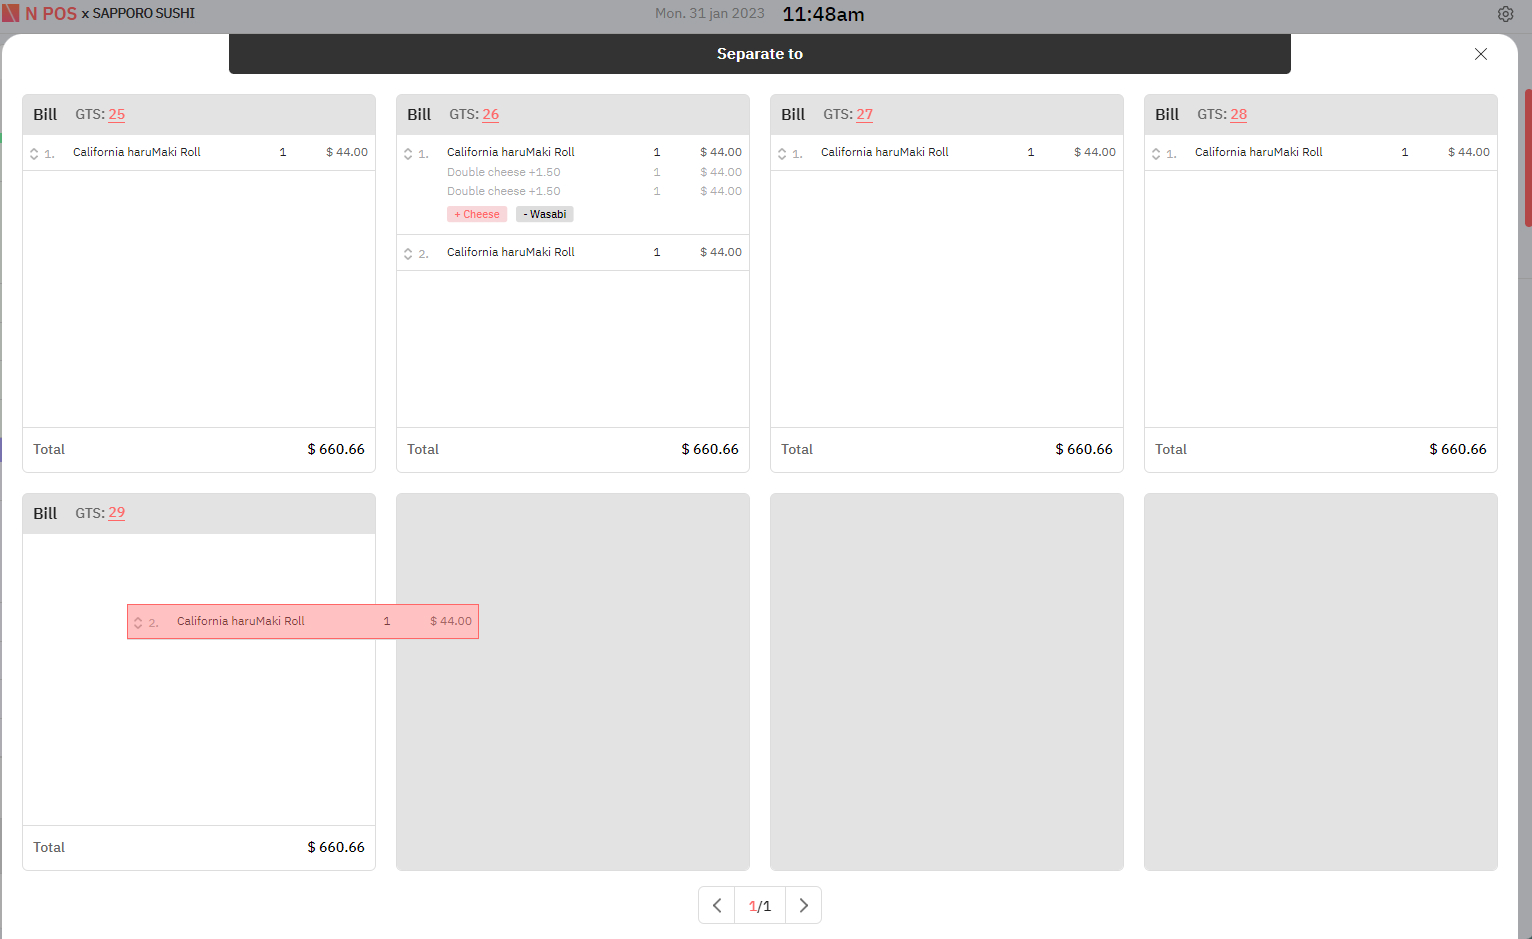 N POS x SAPPORO SUSHI
Mon. 31 jan 2023 11:48am
Separate to
Bill GTS: 25
1. California haruMaki Roll 1 $ 44.00
Total $ 660.66
Bill GTS: 26
1. California haruMaki Roll 1 $ 44.00
Double cheese +1.50 1 $ 44.00
Double cheese +1.50 1 $ 44.00
+ Cheese - Wasabi
2. California haruMaki Roll 1 $ 44.00
Total $ 660.66
Bill GTS: 27
1. California haruMaki Roll 1 $ 44.00
Total $ 660.66
Bill GTS: 28
1. California haruMaki Roll 1 $ 44.00
Total $ 660.66
Bill GTS: 29
2. California haruMaki Roll 1 $ 44.00
Total $ 660.66
1/1